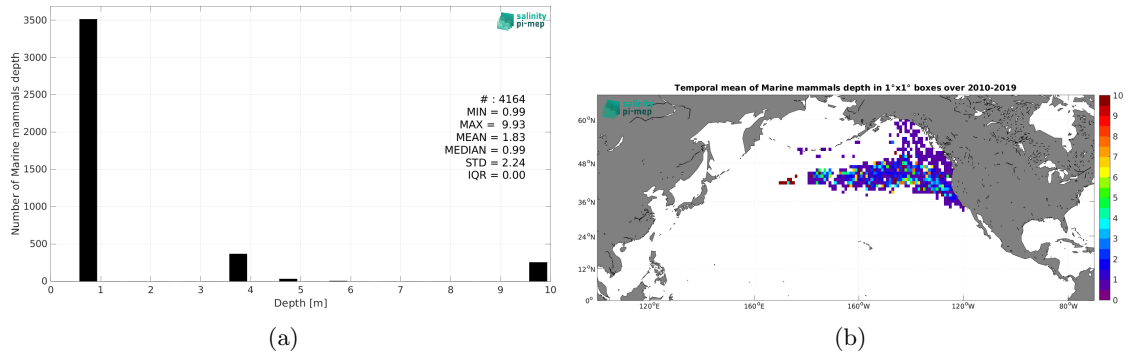 salinity
pi-mep
3500
3000
2500
2000
1500
1000
500
0
Number of Marine mammals depth
# : 4164
MIN = 0.99
MAX = 9.93
MEAN = 1.83
MEDIAN = 0.99
STD = 2.24
IQR = 0.00
0 1 2 3 4 5 6 7 8 9 10
Depth [m]
(a)
Temporal mean of Marine mammals depth in 1°x1° boxes over 2010-2019
salinity
pi-mep
60°N
48°N
36°N
24°N
12°N
0°
120°E 160°E 160°W 120°W 80°W
10
9
8
7
6
5
4
3
2
1
0
(b)